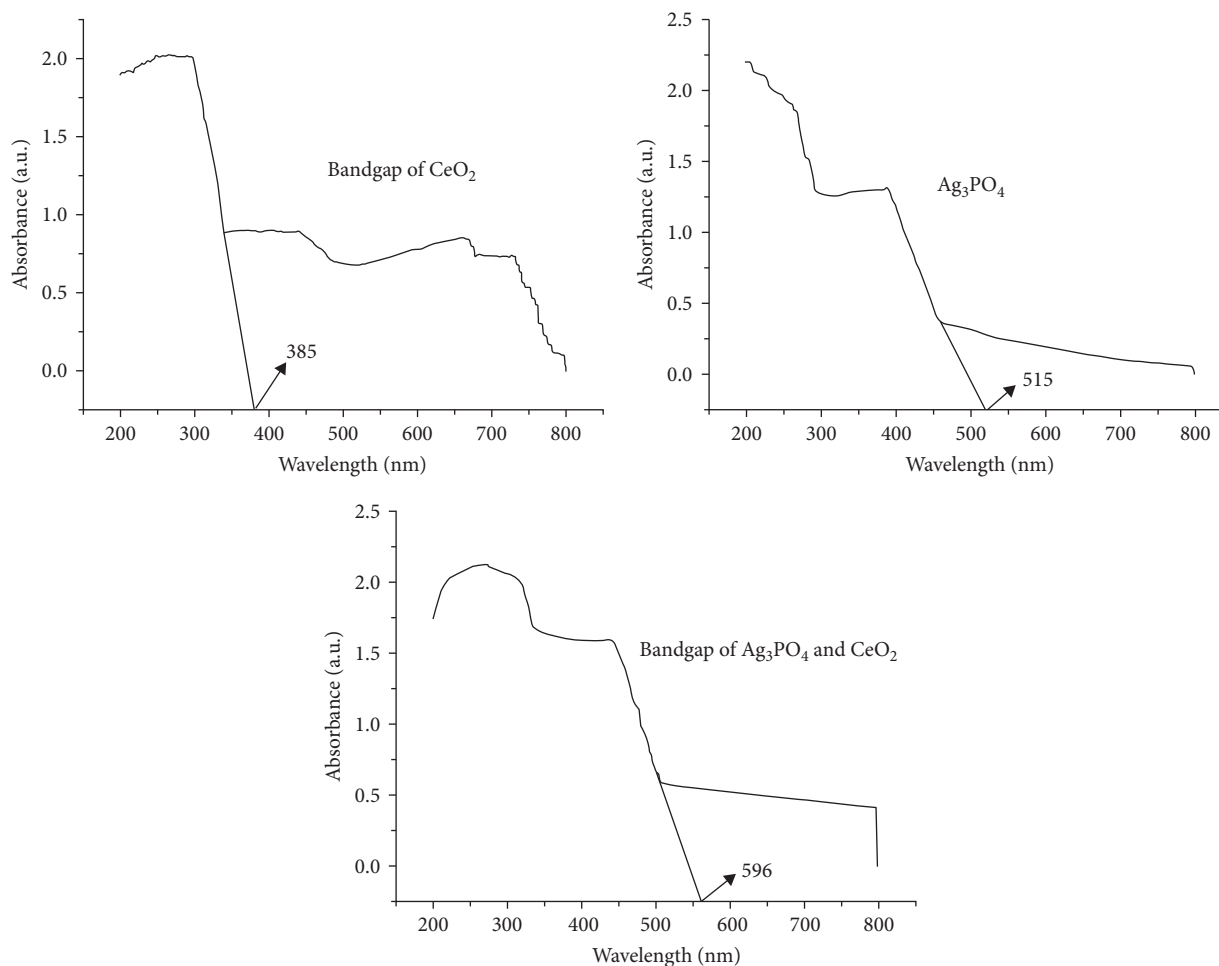 2.0
1.5
1.0
0.5
0.0
Absorbance (a.u.)
Bandgap of CeO₂
385
200 300 400 500 600 700 800
Wavelength (nm)
2.5
2.0
1.5
1.0
0.5
0.0
Absorbance (a.u.)
Ag₃PO₄
515
200 300 400 500 600 700 800
Wavelength (nm)
2.5
2.0
1.5
1.0
0.5
0.0
Absorbance (a.u.)
Bandgap of Ag₃PO₄ and CeO₂
596
200 300 400 500 600 700 800
Wavelength (nm)